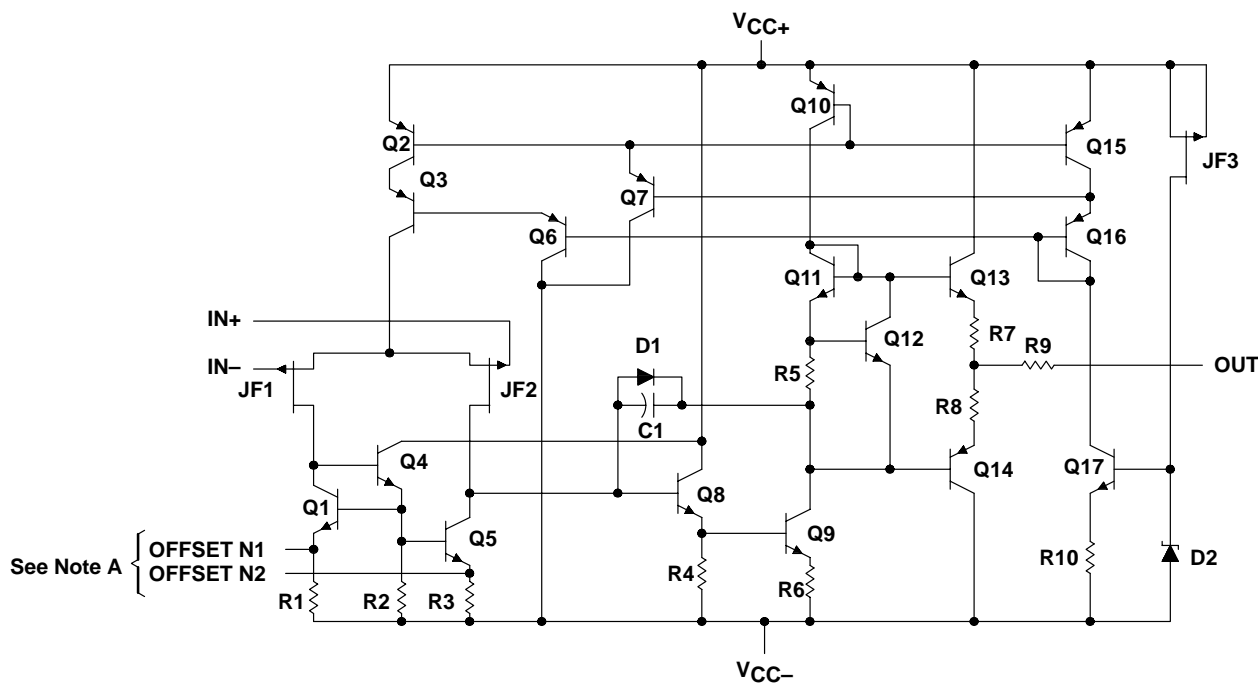 VCC+
Q10
Q2
Q15
JF3
Q3
Q7
Q6
Q16
Q11
Q13
IN+
R7
Q12
D1
R9
IN–
OUT
JF1
JF2
R5
R8
C1
Q4
Q14
Q17
Q8
Q1
Q5
Q9
OFFSET N1
See Note A
OFFSET N2
R4
R10
D2
R6
R1
R2
R3
VCC–